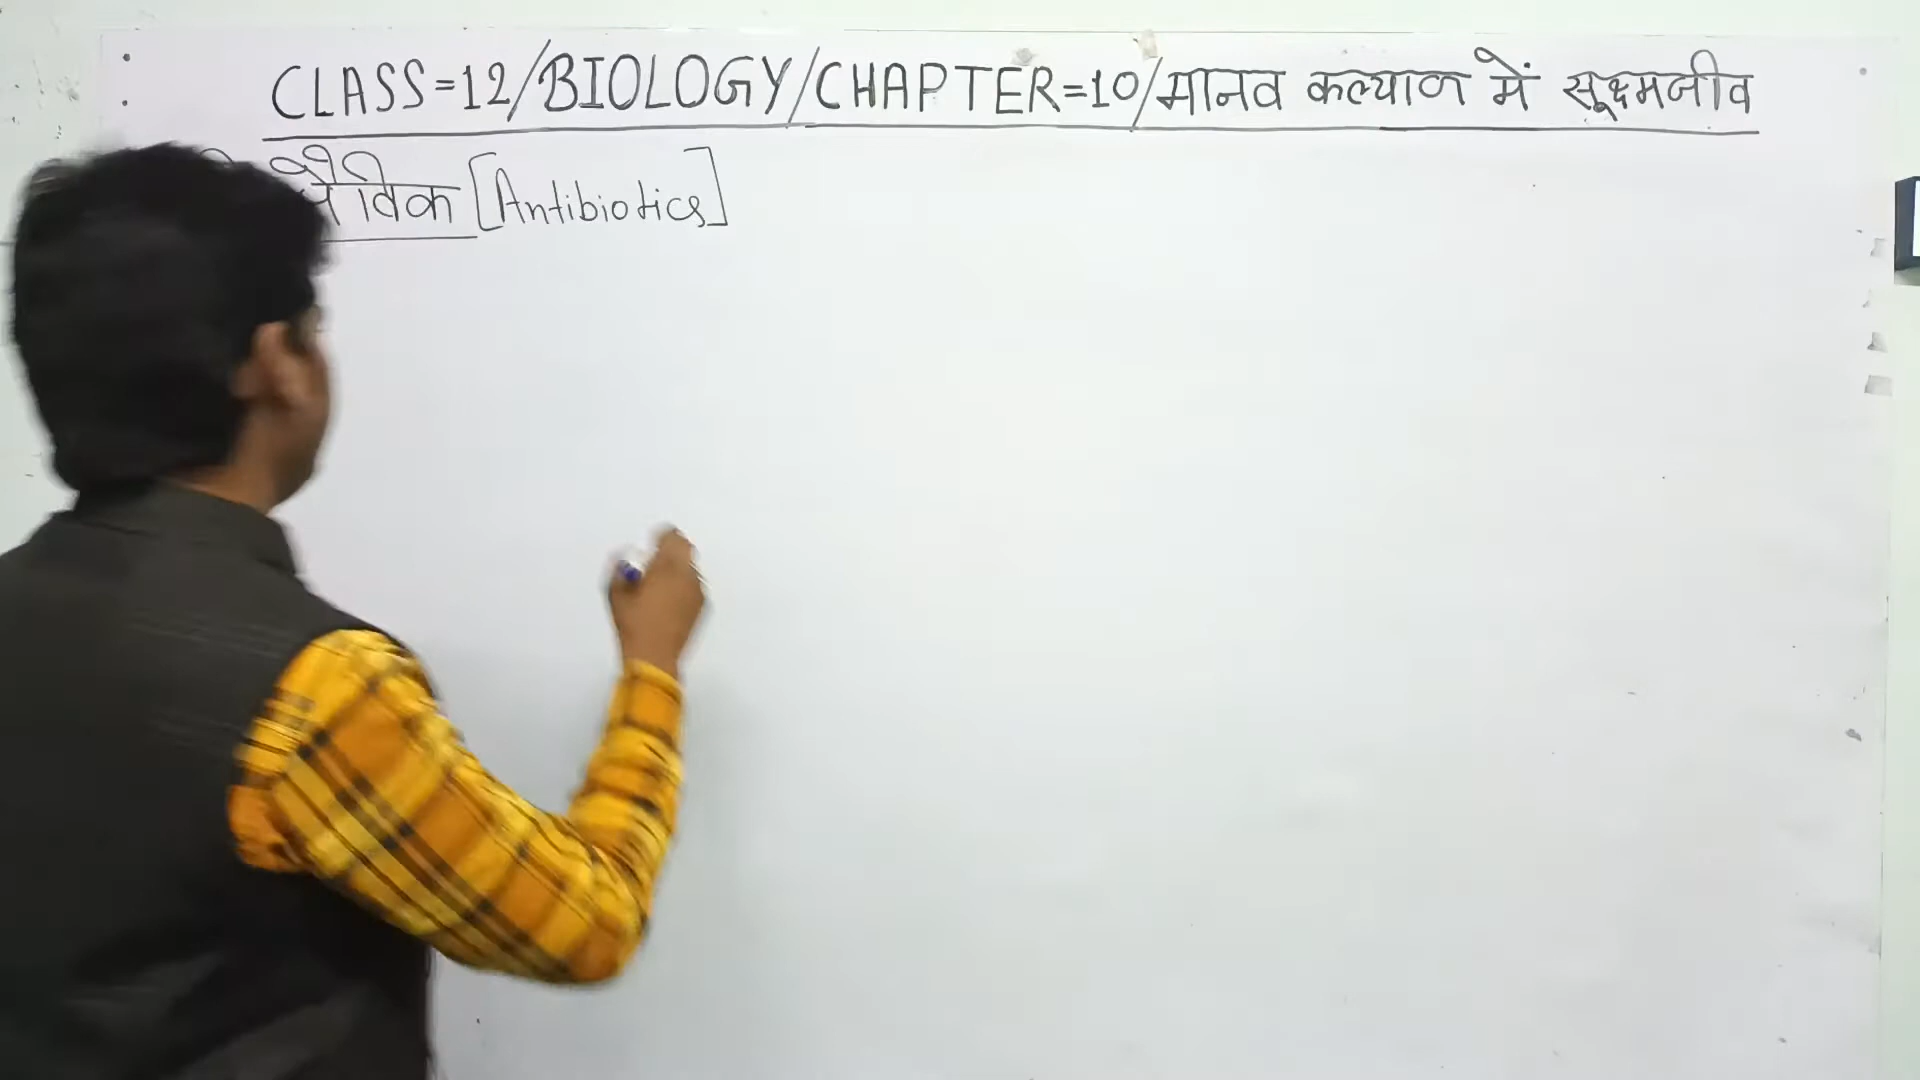 CLASS=12/BIOLOGY/CHAPTER=10/मानव कल्याण में सूक्ष्मजीव
[Antibiotics]